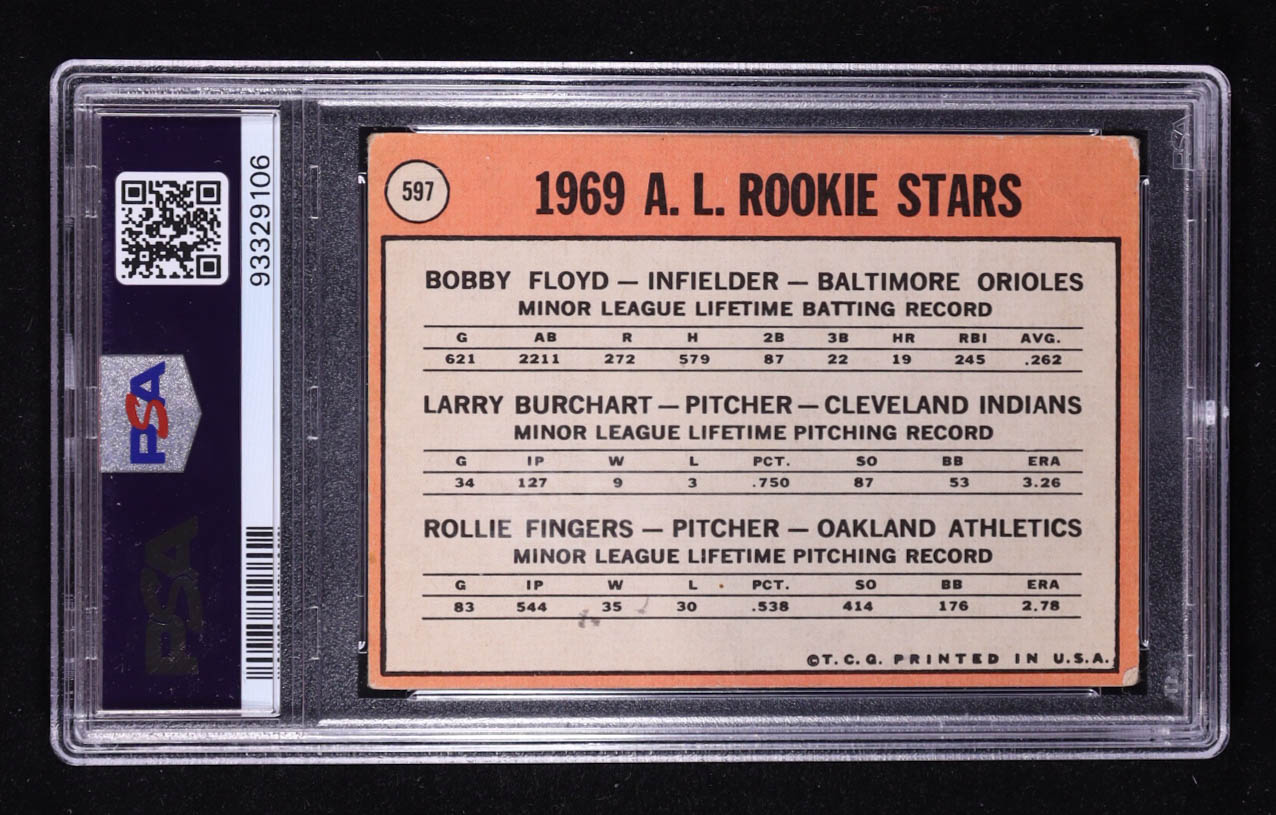 93329106
PSA
PSA
597
1969 A. L. ROOKIE STARS
BOBBY FLOYD — INFIELDER — BALTIMORE ORIOLES
MINOR LEAGUE LIFETIME BATTING RECORD
G AB R H 2B 3B HR RBI AVG.
621 2211 272 579 87 22 19 245 .262
LARRY BURCHART — PITCHER — CLEVELAND INDIANS
MINOR LEAGUE LIFETIME PITCHING RECORD
G IP W L PCT. SO BB ERA
34 127 9 3 .750 87 53 3.26
ROLLIE FINGERS — PITCHER — OAKLAND ATHLETICS
MINOR LEAGUE LIFETIME PITCHING RECORD
G IP W L PCT. SO BB ERA
83 544 35 30 .538 414 176 2.78
©T.C.G. PRINTED IN U.S.A.
PSA